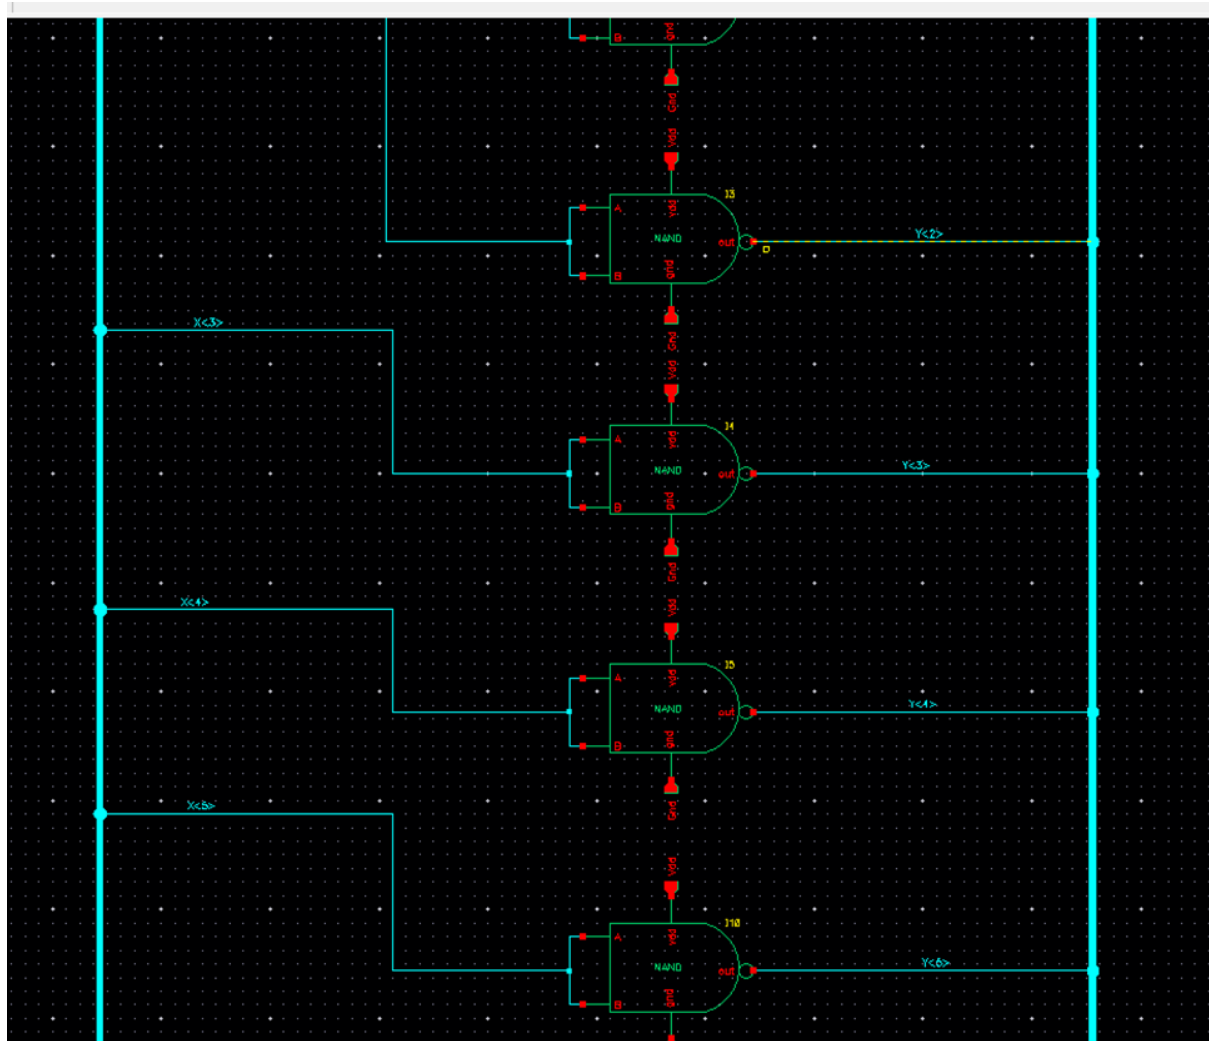 B
gnd
Gnd
Vdd
I3
A
vdd
NAND
out
Y<2>
B
gnd
Gnd
X<3>
Vdd
I4
A
vdd
NAND
out
Y<3>
B
gnd
Gnd
X<4>
Vdd
I5
A
vdd
NAND
out
Y<4>
B
gnd
Gnd
X<5>
Vdd
I10
A
vdd
NAND
out
B
gnd